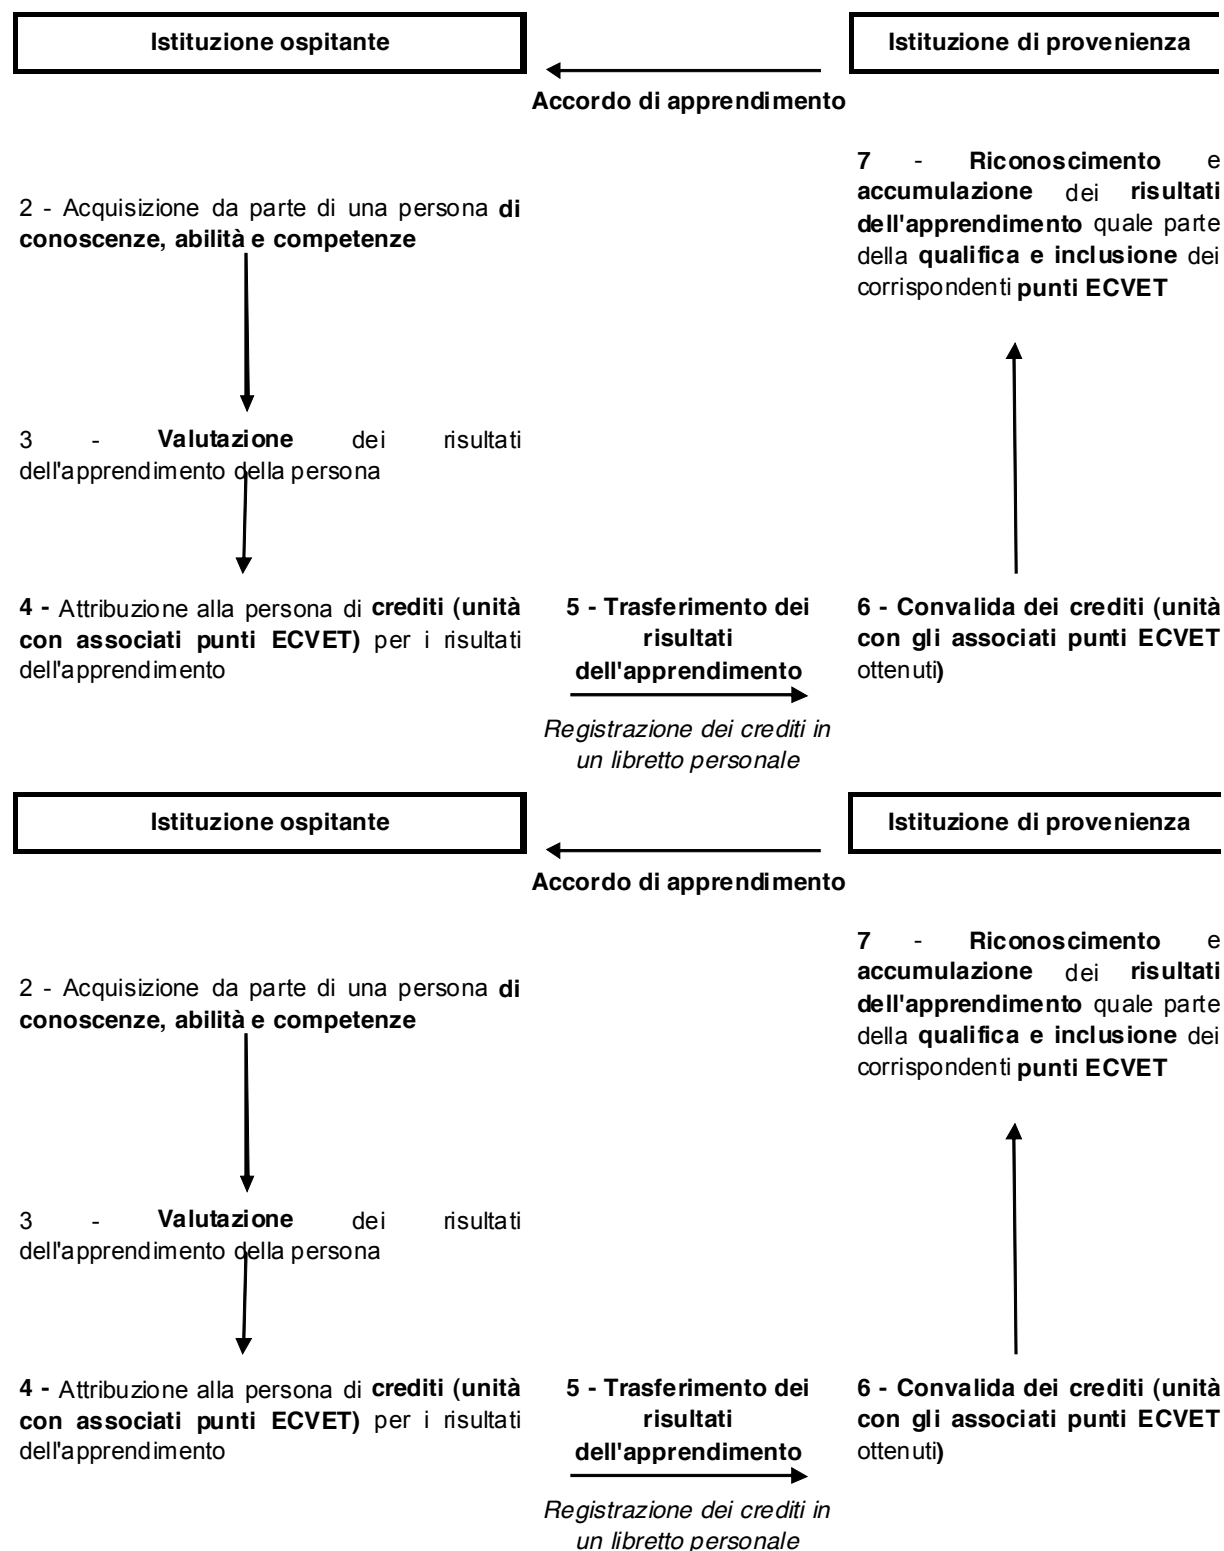 Istituzione ospitante
Istituzione di provenienza
Accordo di apprendimento
2 - Acquisizione da parte di una persona di
conoscenze, abilità e competenze
7 - Riconoscimento e
accumulazione dei risultati
dell'apprendimento quale parte
della qualifica e inclusione dei
corrispondenti punti ECVET
3 - Valutazione dei risultati
dell'apprendimento della persona
4 - Attribuzione alla persona di crediti (unità
con associati punti ECVET) per i risultati
dell'apprendimento
5 - Trasferimento dei
risultati
dell'apprendimento
Registrazione dei crediti in
un libretto personale
6 - Convalida dei crediti (unità
con gli associati punti ECVET
ottenuti)
Istituzione ospitante
Istituzione di provenienza
Accordo di apprendimento
2 - Acquisizione da parte di una persona di
conoscenze, abilità e competenze
7 - Riconoscimento e
accumulazione dei risultati
dell'apprendimento quale parte
della qualifica e inclusione dei
corrispondenti punti ECVET
3 - Valutazione dei risultati
dell'apprendimento della persona
4 - Attribuzione alla persona di crediti (unità
con associati punti ECVET) per i risultati
dell'apprendimento
5 - Trasferimento dei
risultati
dell'apprendimento
Registrazione dei crediti in
un libretto personale
6 - Convalida dei crediti (unità
con gli associati punti ECVET
ottenuti)